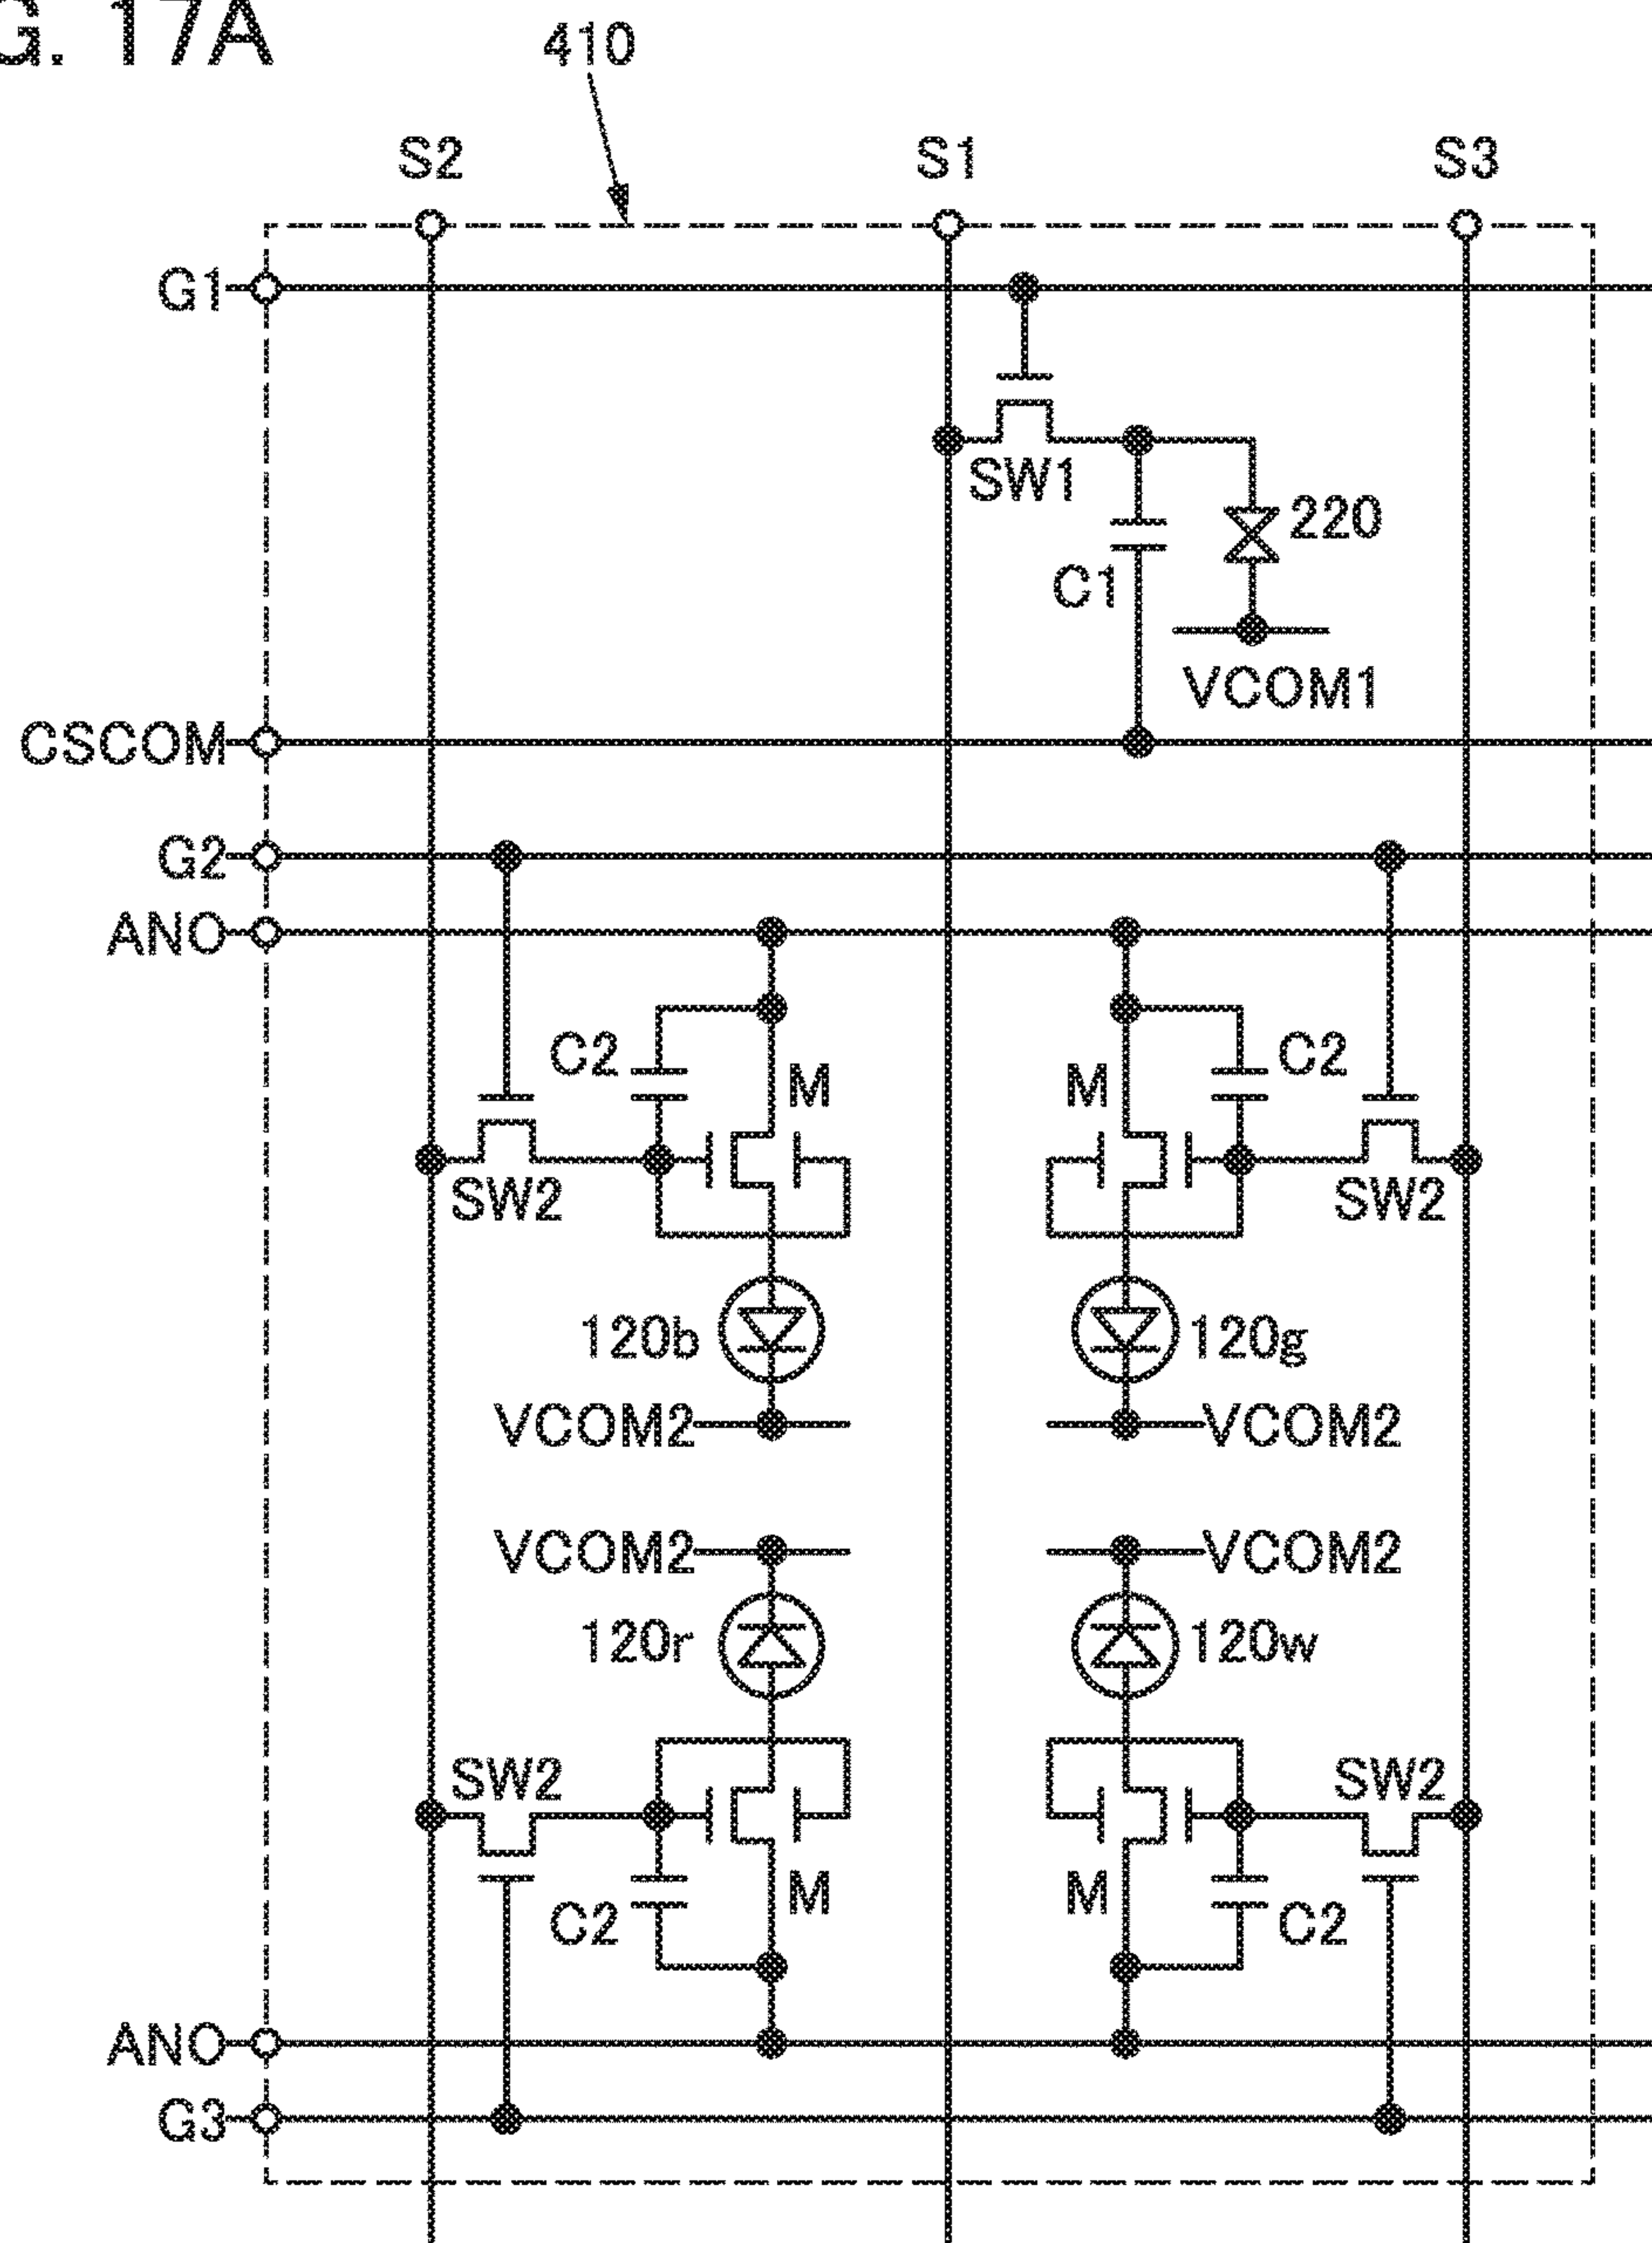 G. 17A
410
S2 S1 S3
G1
SW1
220
C1
VCOM1
CSCOM
G2
ANO
C2 M M C2
SW2 SW2
120b 120g
VCOM2 VCOM2
VCOM2 VCOM2
120r 120w
SW2 SW2
C2 M M C2
ANO
G3